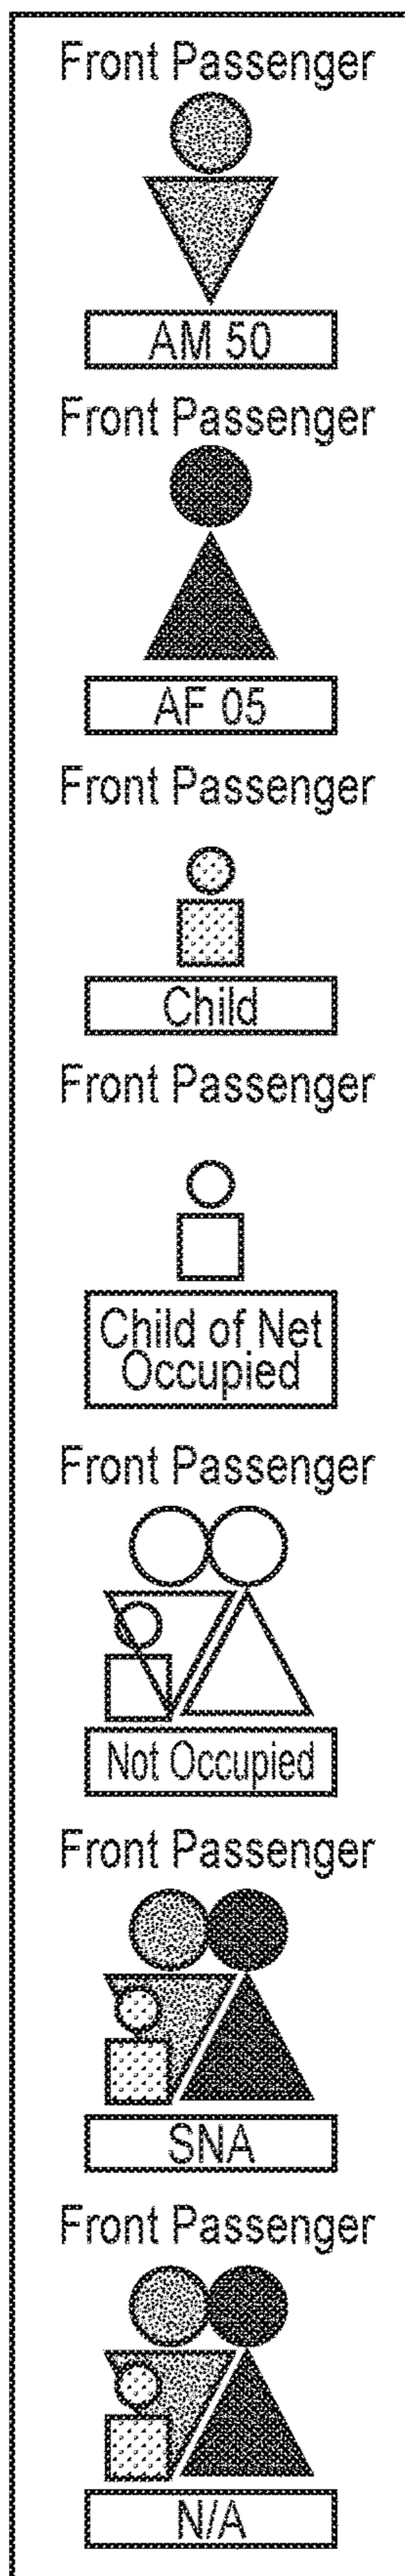 Front Passenger
AM 50
Front Passenger
AF 05
Front Passenger
Child
Front Passenger
Child of Net
Occupied
Front Passenger
Not Occupied
Front Passenger
SNA
Front Passenger
N/A